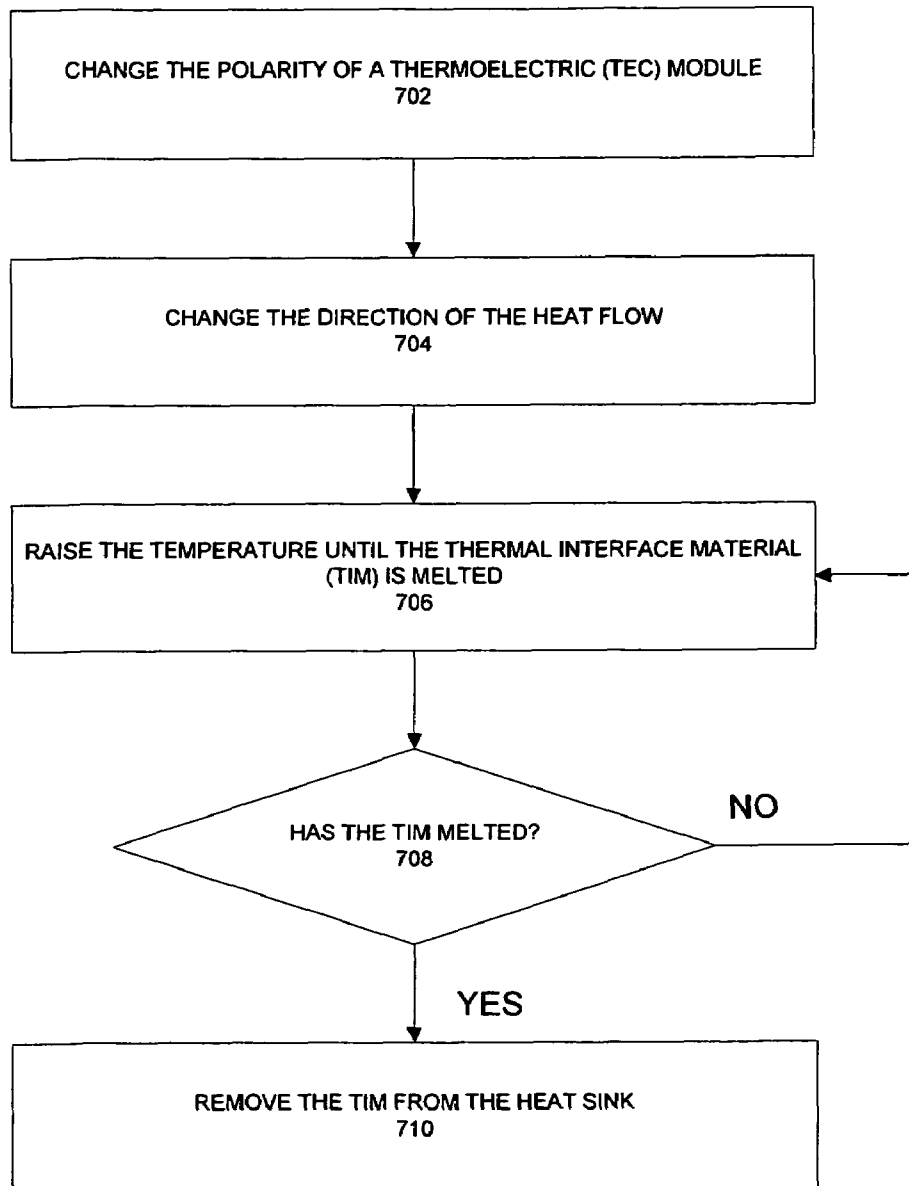 CHANGE THE POLARITY OF A THERMOELECTRIC (TEC) MODULE
702
CHANGE THE DIRECTION OF THE HEAT FLOW
704
RAISE THE TEMPERATURE UNTIL THE THERMAL INTERFACE MATERIAL
(TIM) IS MELTED
706
HAS THE TIM MELTED?
708
NO
YES
REMOVE THE TIM FROM THE HEAT SINK
710